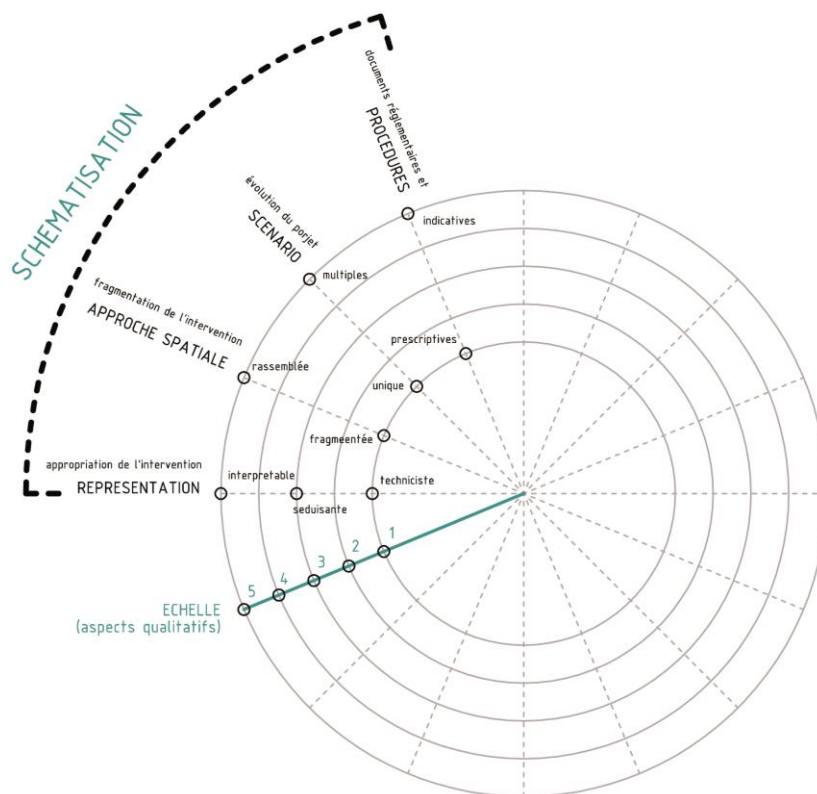 SCHEMATISATION
documents réglementaires et
PROCEDURES
indicatives
prescriptives
évolution du porjet
SCENARIO
multiples
unique
fragmentation de l'intervention
APPROCHE SPATIALE
rassemblée
fragmeentée
appropriation de l'intervention
REPRESENTATION
interpretable
seduisante
techniciste
1
2
3
4
5
ECHELLE
(aspects qualitatifs)